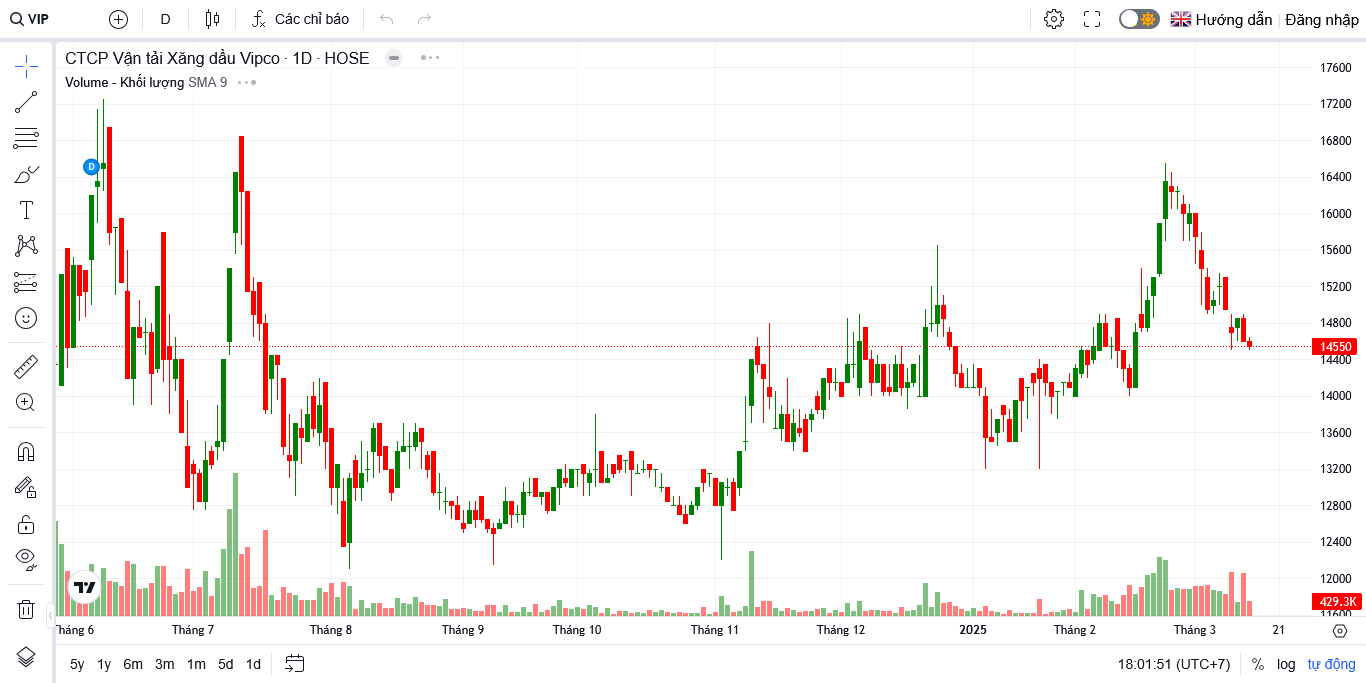 VIP D Các chỉ báo Hướng dẫn Đăng nhập
CTCP Vận tải Xăng dầu Vipco · 1D · HOSE
Volume - Khối lượng SMA 9
D
17600
17200
16800
16400
16000
15600
15200
14800
14550
14400
14000
13600
13200
12800
12400
12000
429.3K
11600
Tháng 6 Tháng 7 Tháng 8 Tháng 9 Tháng 10 Tháng 11 Tháng 12 2025 Tháng 2 Tháng 3 21
5y 1y 6m 3m 1m 5d 1d 18:01:51 (UTC+7) % log tự động